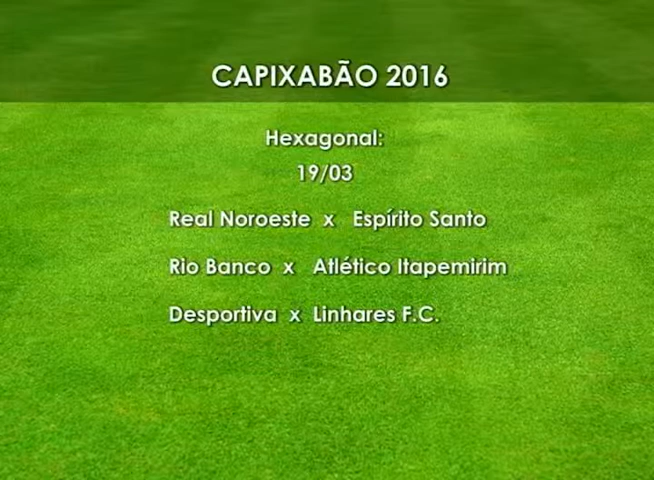 CAPIXABÃO 2016
Hexagonal:
19/03
Real Noroeste x Espírito Santo
Rio Banco x Atlético Itapemirim
Desportiva x Linhares F.C.